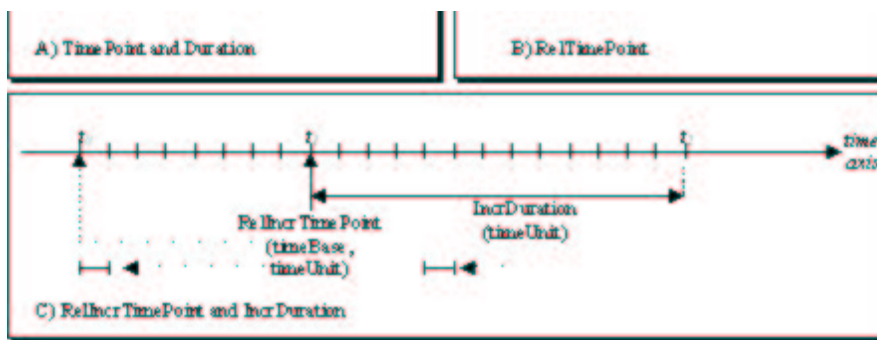 A) TimePoint and Duration
B) RelTimePoint
t
t
t
time
axis
IncrDuration
(timeUnit)
RelIncrTimePoint
(timeBase,
timeUnit)
C) RelIncrTimePoint and IncrDuration